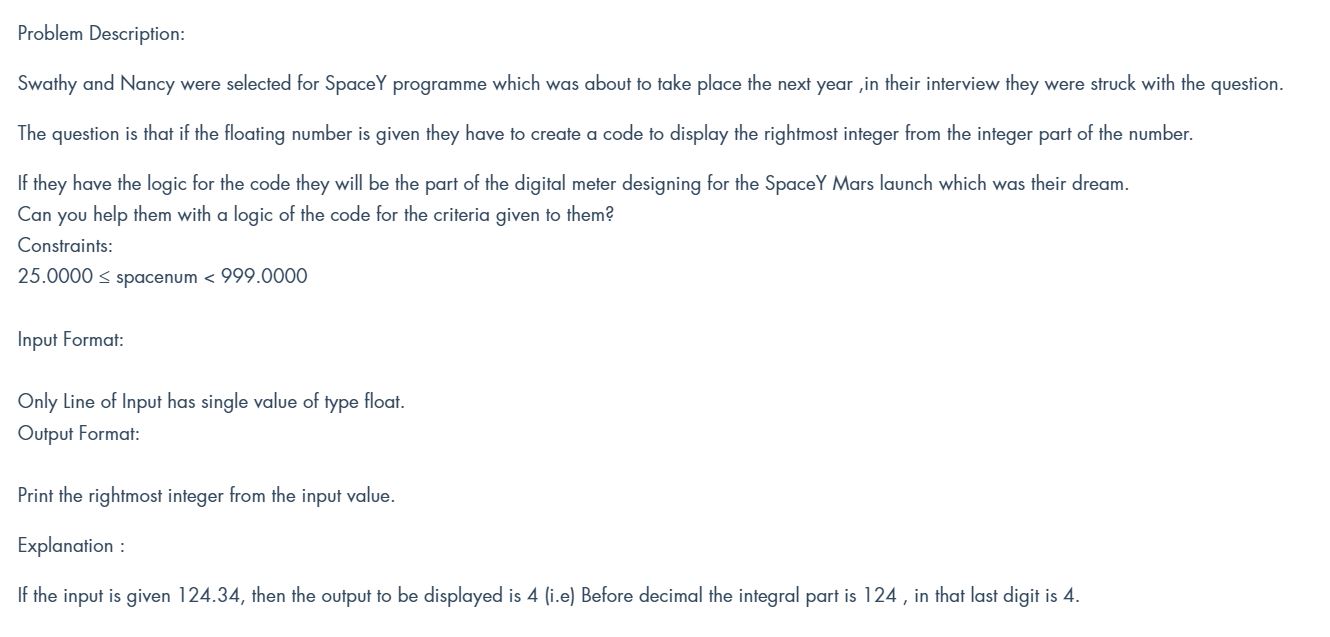 Problem Description:
Swathy and Nancy were selected for SpaceY programme which was about to take place the next year ,in their interview they were struck with the question.
The question is that if the floating number is given they have to create a code to display the rightmost integer from the integer part of the number.
If they have the logic for the code they will be the part of the digital meter designing for the SpaceY Mars launch which was their dream.
Can you help them with a logic of the code for the criteria given to them?
Constraints:
25.0000 ≤ spacenum < 999.0000
Input Format:
Only Line of Input has single value of type float.
Output Format:
Print the rightmost integer from the input value.
Explanation :
If the input is given 124.34, then the output to be displayed is 4 (i.e) Before decimal the integral part is 124 , in that last digit is 4.